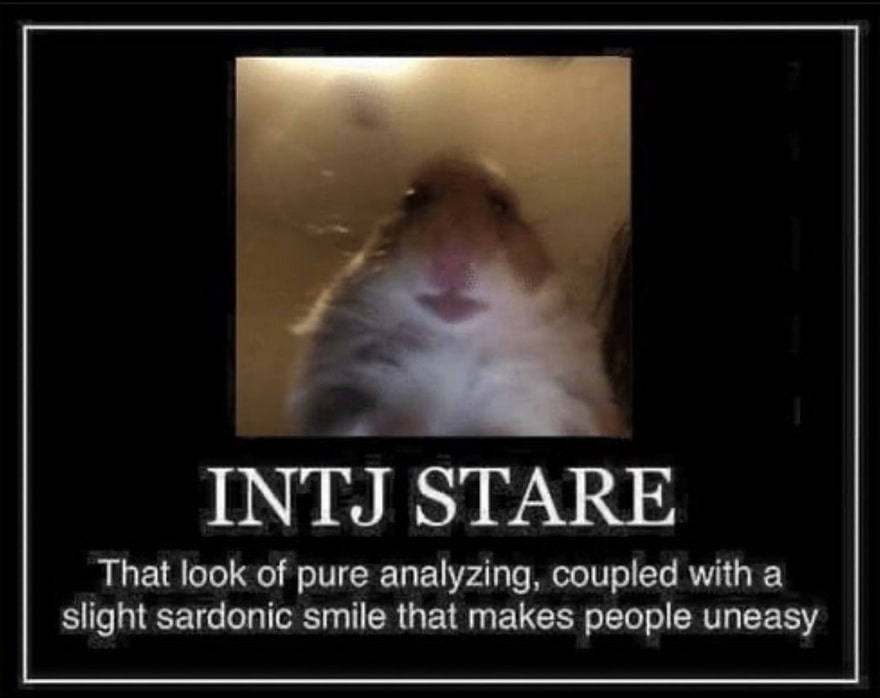 INTJ STARE
That look of pure analyzing, coupled with a
slight sardonic smile that makes people uneasy